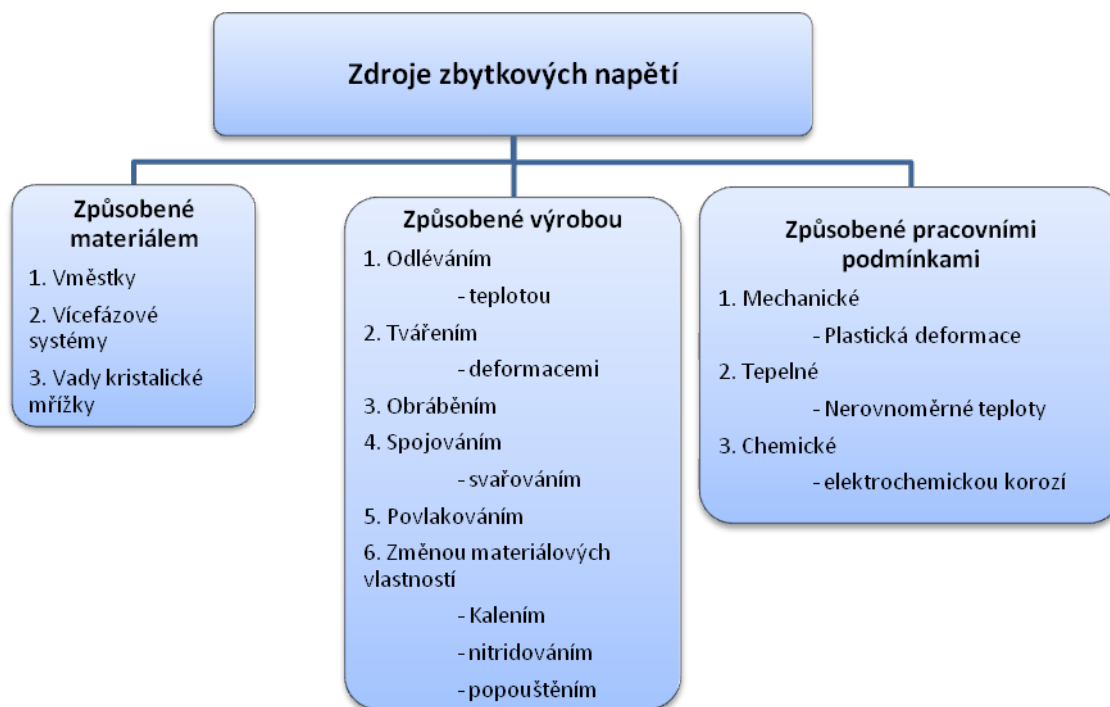 Zdroje zbytkových napětí
Způsobené
materiálem
1. Vměstky
2. Vícefázové
systémy
3. Vady kristalické
mřížky
Způsobené výrobou
1. Odléváním
- teplotou
2. Tvářením
- deformacemi
3. Obráběním
4. Spojováním
- svařováním
5. Povlakováním
6. Změnou materiálových
vlastností
- Kalením
- nitridováním
- popouštěním
Způsobené pracovními
podmínkami
1. Mechanické
- Plastická deformace
2. Tepelné
- Nerovnoměrné teploty
3. Chemické
- elektrochemickou korozí